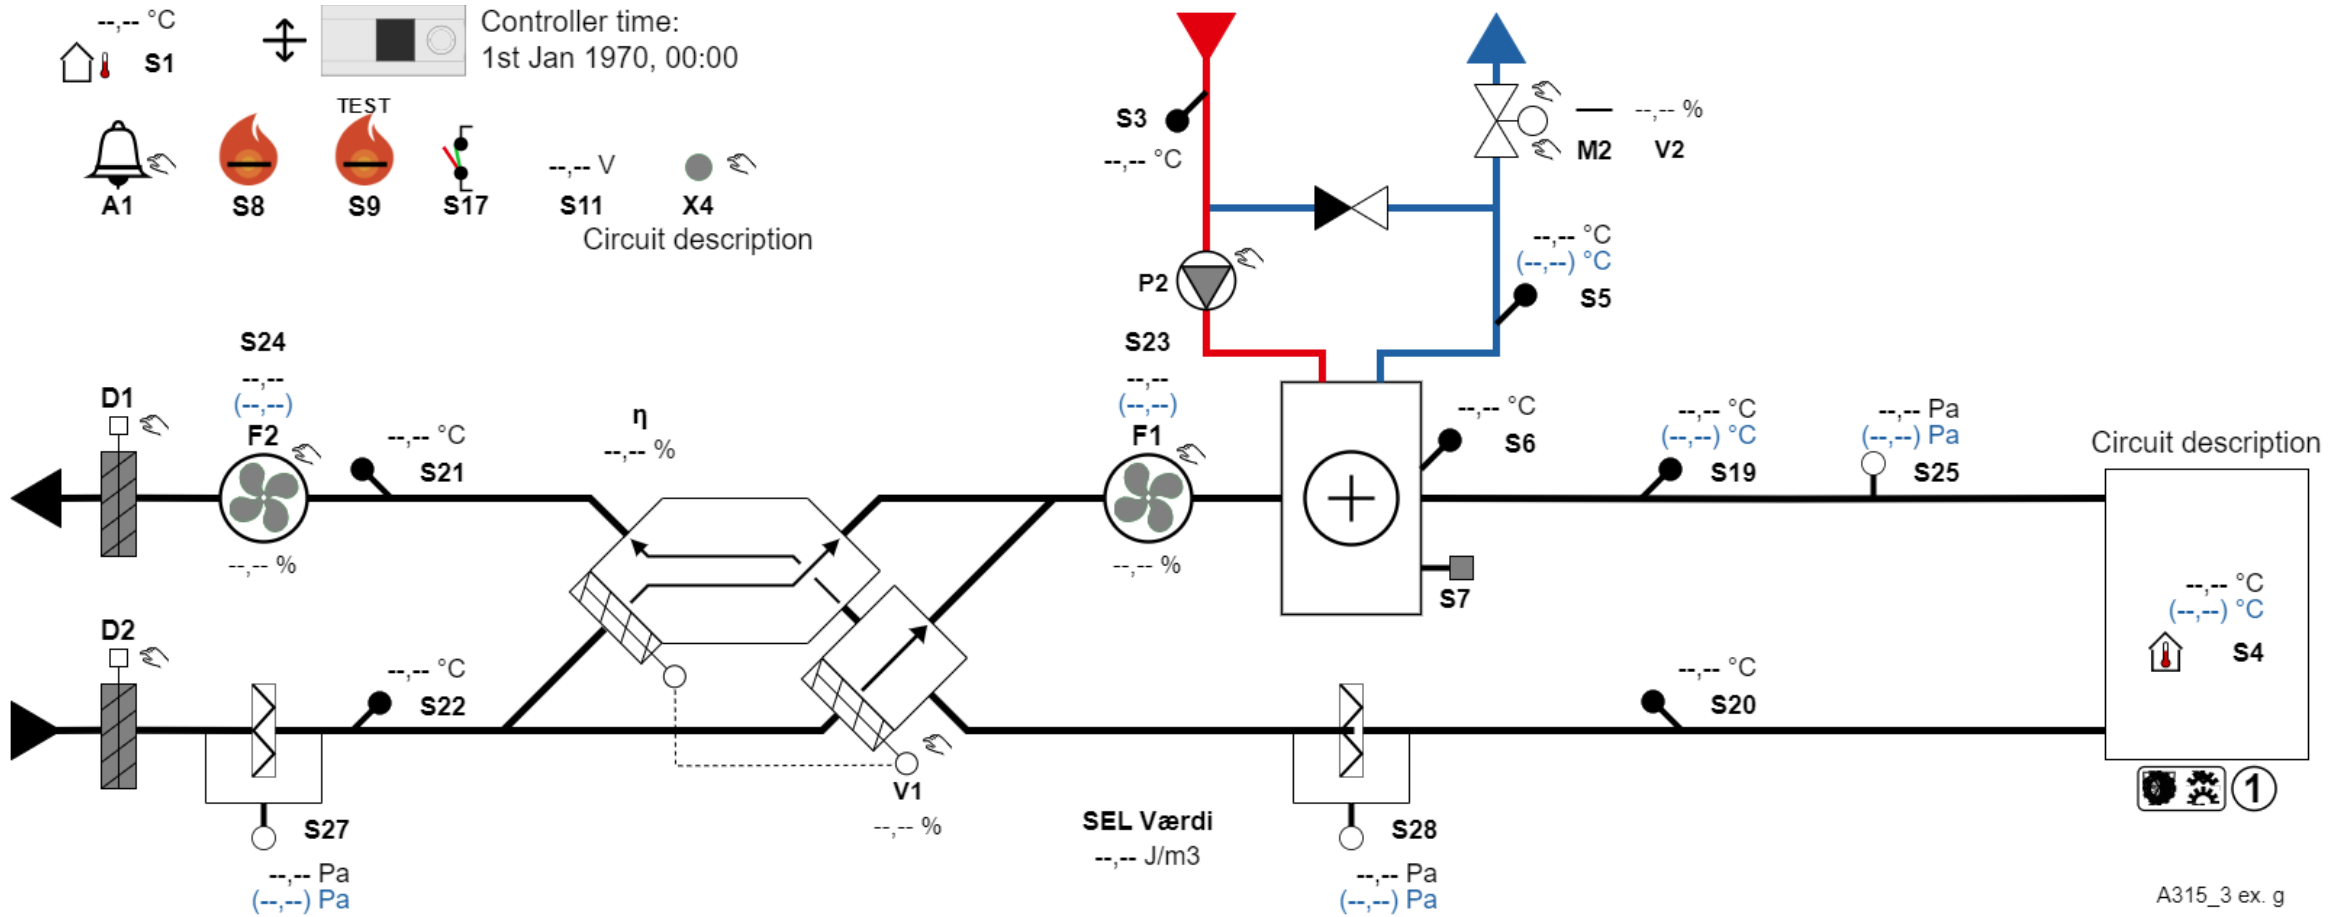 --,-- °C
S1
Controller time:
1st Jan 1970, 00:00
TEST
A1
S8
S9
S17
--,-- V
S11
X4
Circuit description
S3
--,-- °C
--,-- %
M2
V2
--,-- °C
(--,--) °C
S5
P2
S24
--,--
(--,--)
F2
--,-- %
D1
--,-- °C
S21
η
--,-- %
S23
--,--
(--,--)
F1
--,-- %
--,-- °C
S6
S7
--,-- °C
(--,--) °C
S19
--,-- Pa
(--,--) Pa
S25
Circuit description
--,-- °C
(--,--) °C
S4
1
D2
--,-- °C
S22
S27
--,-- Pa
(--,--) Pa
V1
--,-- %
SEL Værdi
--,-- J/m3
S28
--,-- Pa
(--,--) Pa
--,-- °C
S20
A315_3 ex. g